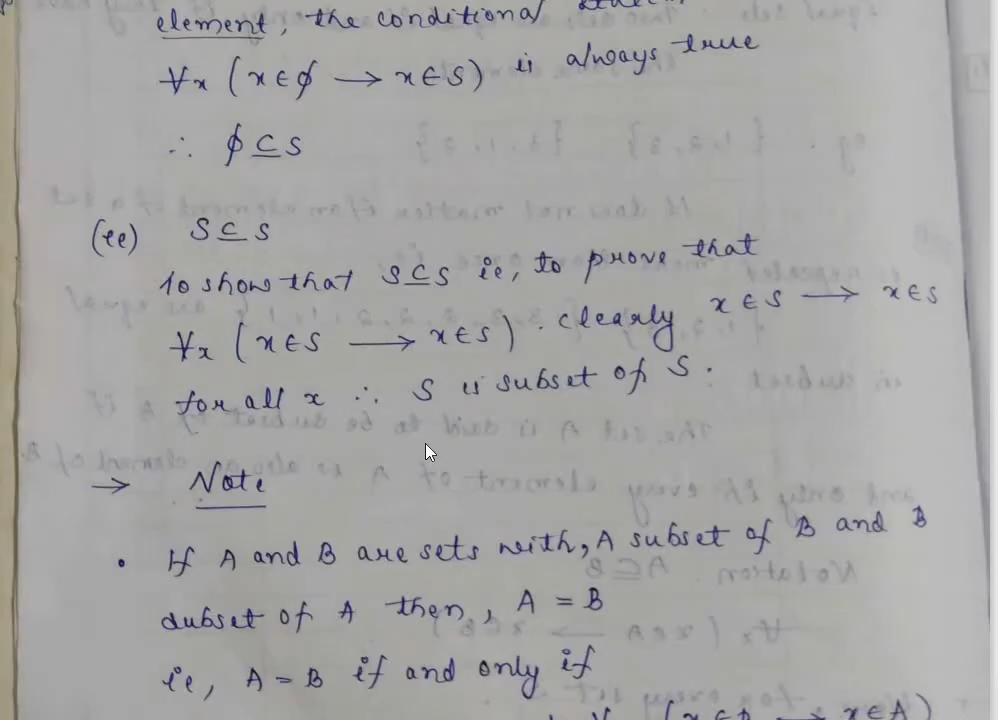 element, the conditional
∀x (x ∈ ϕ → x ∈ S) is always true
∴ ϕ ⊆ S
(ii) S ⊆ S
To show that S ⊆ S ie, to prove that
∀x (x ∈ S → x ∈ S). clearly x ∈ S → x ∈ S
for all x ∴ S is subset of S.
→ Note
• If A and B are sets with, A subset of B and B
subset of A then, A = B
ie, A = B if and only if
x ∈ A)